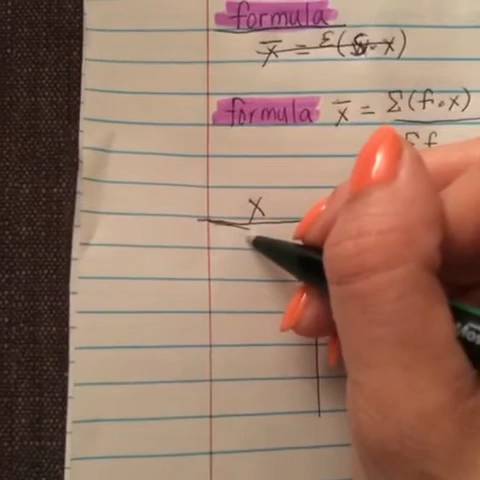 formula
x̄ = Σ(
formula x̄ = Σ(f·x)
Σf
X